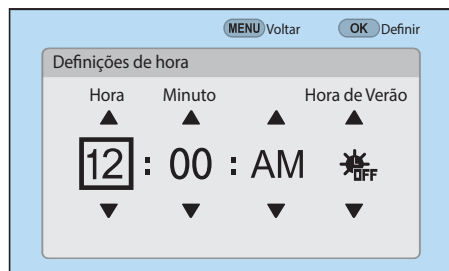 MENU Voltar OK Definir
Definições de hora
Hora Minuto Hora de Verão
12 : 00 : AM OFF